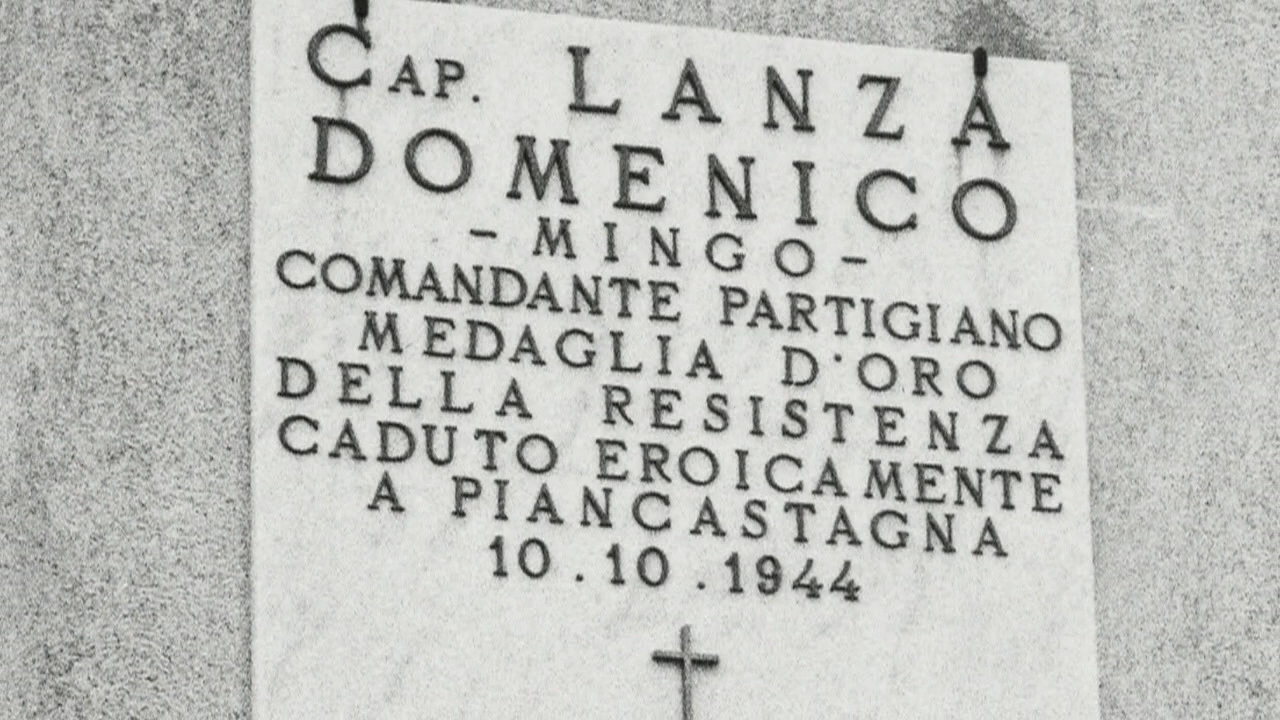 CAP. LANZA
DOMENICO
- MINGO -
COMANDANTE PARTIGIANO
MEDAGLIA D'ORO
DELLA RESISTENZA
CADUTO EROICAMENTE
A PIANCASTAGNA
10.10.1944